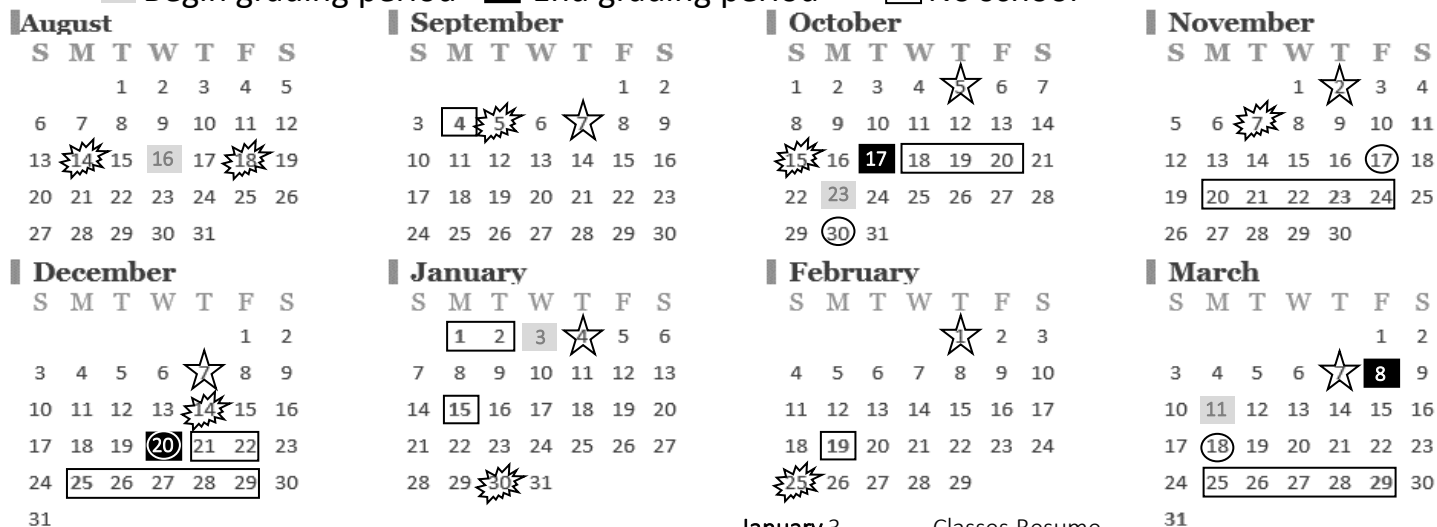 Begin grading period End grading period No school
August September October November
S M T W T F S S M T W T F S S M T W T F S S M T W T F S
1 2 3 4 5 1 2 1 2 3 4 5 6 7 1 2 3 4
6 7 8 9 10 11 12 3 4 5 6 7 8 9 8 9 10 11 12 13 14 5 6 7 8 9 10 11
13 14 15 16 17 18 19 10 11 12 13 14 15 16 15 16 17 18 19 20 21 12 13 14 15 16 17 18
20 21 22 23 24 25 26 17 18 19 20 21 22 23 22 23 24 25 26 27 28 19 20 21 22 23 24 25
27 28 29 30 31 24 25 26 27 28 29 30 29 30 31 26 27 28 29 30
December January February March
S M T W T F S S M T W T F S S M T W T F S S M T W T F S
1 2 1 2 3 4 5 6 1 2 3 1 2
3 4 5 6 7 8 9 7 8 9 10 11 12 13 4 5 6 7 8 9 10 3 4 5 6 7 8 9
10 11 12 13 14 15 16 14 15 16 17 18 19 20 11 12 13 14 15 16 17 10 11 12 13 14 15 16
17 18 19 20 21 22 23 21 22 23 24 25 26 27 18 19 20 21 22 23 24 17 18 19 20 21 22 23
24 25 26 27 28 29 30 28 29 30 31 25 26 27 28 29 24 25 26 27 28 29 30
31 January Classes Resume 31